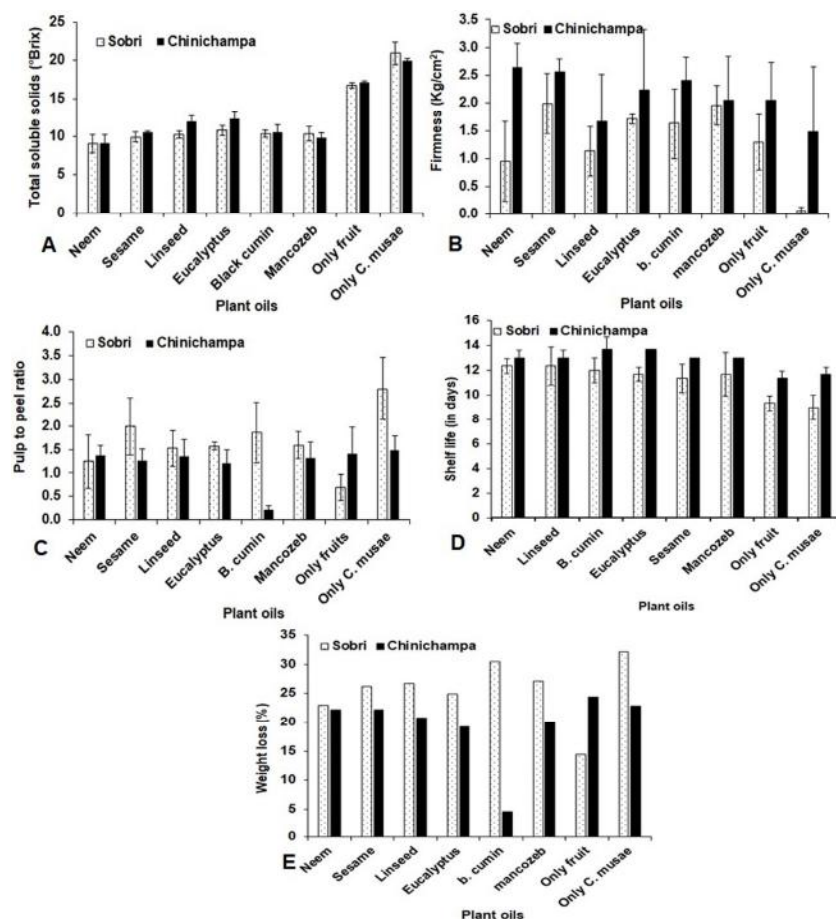 25
20
15
10
5
0
Total soluble solids (°Brix)
Sobri Chinichampa
Neem
Sesame
Linseed
Eucalyptus
Black cumin
Mancozeb
Only fruit
Only C. musae
A
Plant oils
3.5
3.0
2.5
2.0
1.5
1.0
0.5
0.0
Firmness (Kg/cm²)
Sobri Chinichampa
Neem
Sesame
Linseed
Eucalyptus
b. cumin
mancozeb
Only fruit
Only C. musae
B
Plant oils
4.0
3.5
3.0
2.5
2.0
1.5
1.0
0.5
0.0
Pulp to peel ratio
Sobri Chinichampa
Neem
Sesame
Linseed
Eucalyptus
B. cumin
Mancozeb
Only fruits
Only C. musae
C
Plant oils
16
14
12
10
8
6
4
2
0
Shelf life (in days)
Sobri Chinichampa
Neem
Linseed
B. cumin
Eucalyptus
Sesame
Mancozeb
Only fruit
Only C. musae
D
Plant oils
35
30
25
20
15
10
5
0
Weight loss (%)
Sobri Chinichampa
Neem
Sesame
Linseed
Eucalyptus
b. cumin
mancozeb
Only fruit
Only C. musae
E
Plant oils